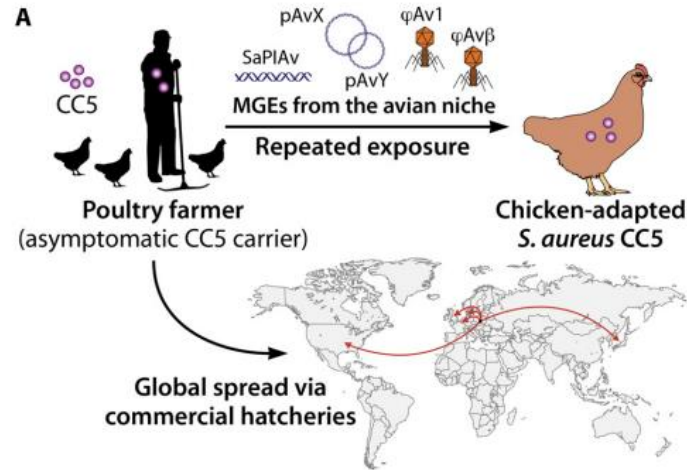 A
CC5
SaPIAv
pAvX
pAvY
φAv1
φAvβ
MGEs from the avian niche
Repeated exposure
Poultry farmer
(asymptomatic CC5 carrier)
Chicken-adapted
S. aureus CC5
Global spread via
commercial hatcheries